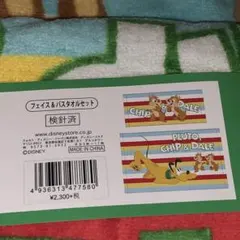 フェイス&バスタオルセット
検針済
www.disneystore.co.jp
MADE IN CHINA
©DISNEY
4 936313 477580
¥2,300+税
CHIP & DALE
PLUTO,
CHIP & DALE